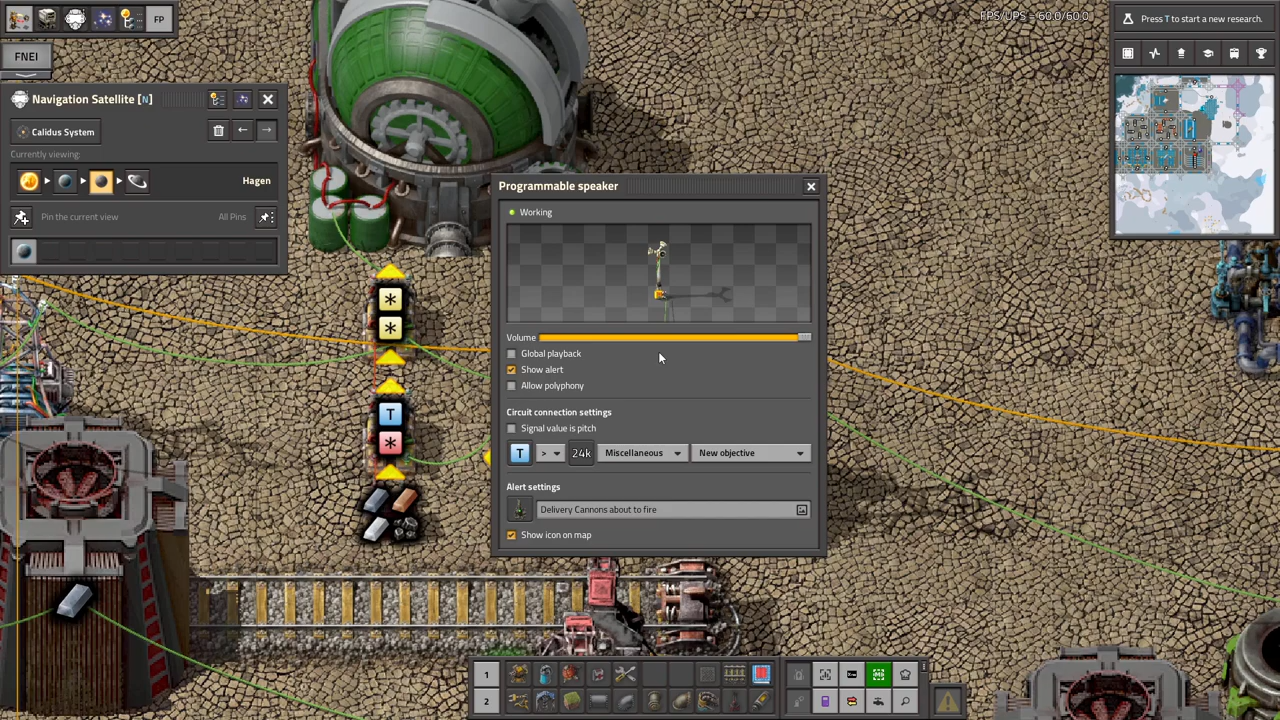 FP
FPS/UPS = 60.0/60.0
Press T to start a new research.
FNEI
Navigation Satellite [N]
Calidus System
Currently viewing:
Hagen
Pin the current view
All Pins
Programmable speaker
Working
Volume
Global playback
Show alert
Allow polyphony
Circuit connection settings
Signal value is pitch
T
>
24k
Miscellaneous
New objective
Alert settings
Delivery Cannons about to fire
Show icon on map
*
*
T
*
1
2